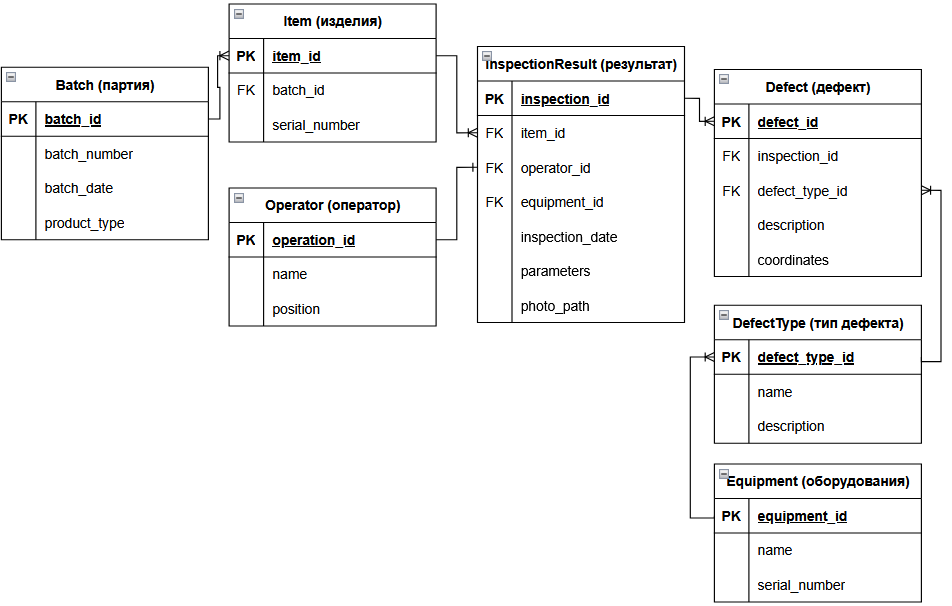 Batch (партия)
PK batch_id
batch_number
batch_date
product_type
Item (изделия)
PK item_id
FK batch_id
serial_number
Operator (оператор)
PK operation_id
name
position
InspectionResult (результат)
PK inspection_id
FK item_id
FK operator_id
FK equipment_id
inspection_date
parameters
photo_path
Defect (дефект)
PK defect_id
FK inspection_id
FK defect_type_id
description
coordinates
DefectType (тип дефекта)
PK defect_type_id
name
description
Equipment (оборудования)
PK equipment_id
name
serial_number